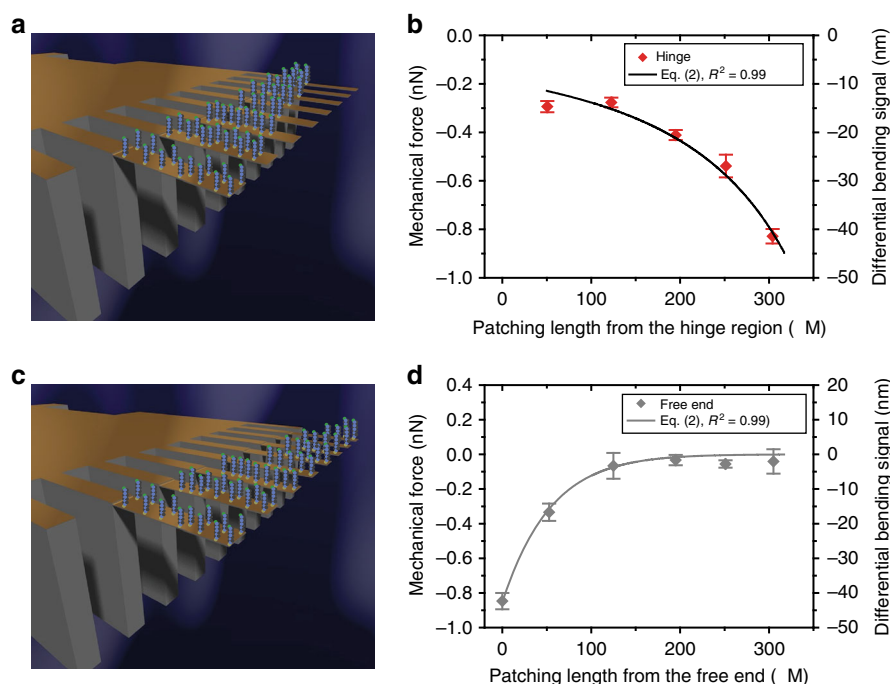 a
b
0.0
–0.2
–0.4
–0.6
–0.8
–1.0
Mechanical force (nN)
0
–10
–20
–30
–40
–50
Differential bending signal (nm)
Hinge
Eq. (2), R² = 0.99
0
100
200
300
Patching length from the hinge region ( M)
c
d
0.4
0.2
0.0
–0.2
–0.4
–0.6
–0.8
–1.0
Mechanical force (nN)
20
10
0
–10
–20
–30
–40
–50
Differential bending signal (nm)
Free end
Eq. (2), R² = 0.99)
0
100
200
300
Patching length from the free end ( M)